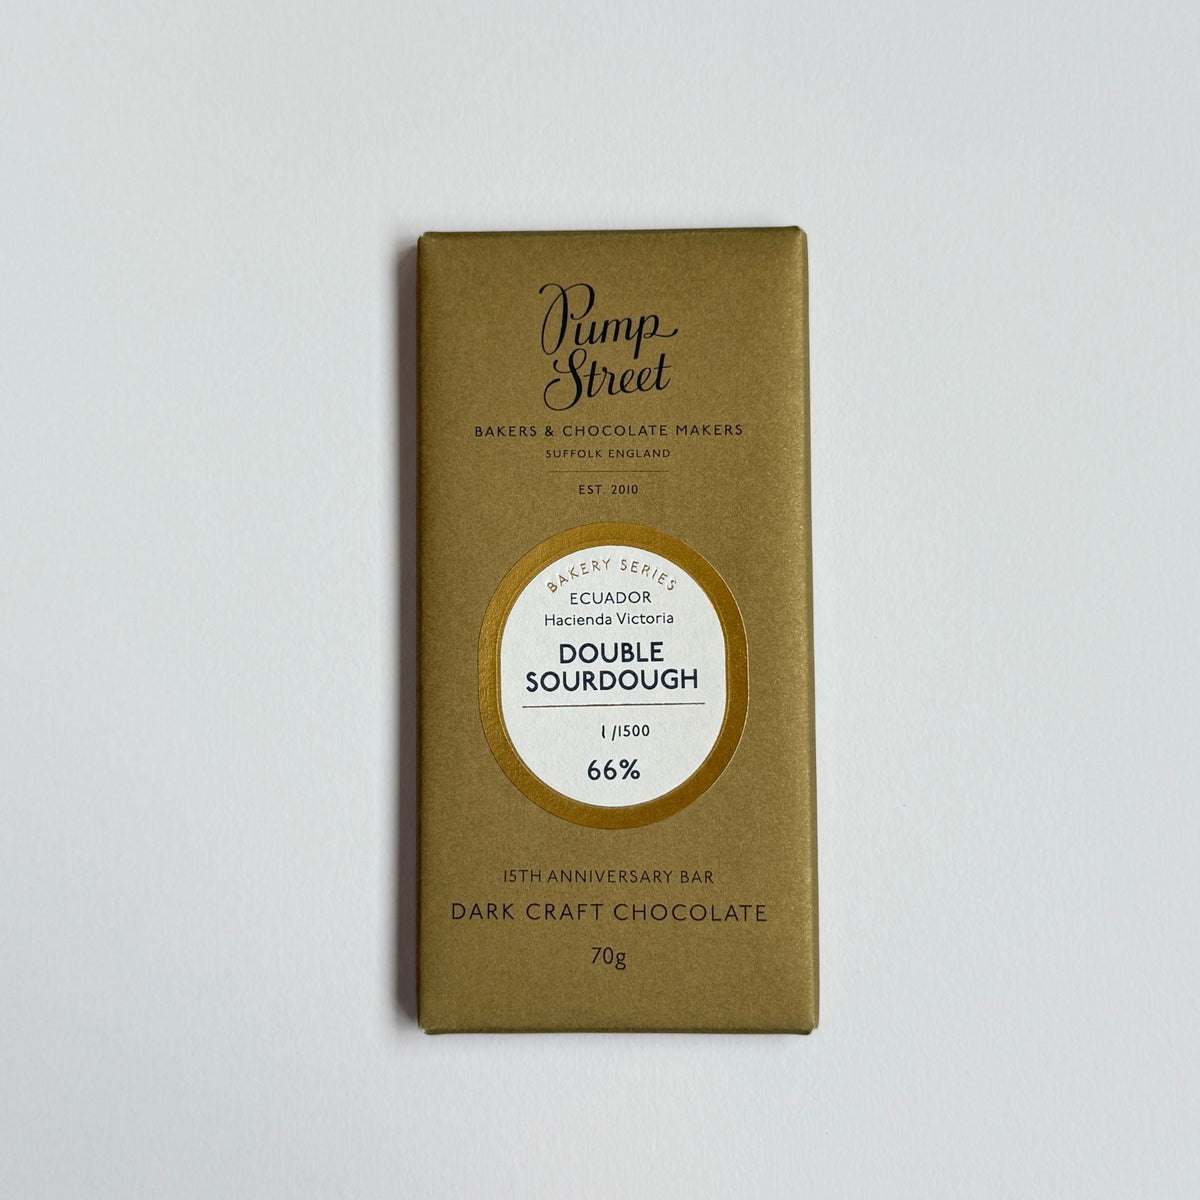 Pump
Street
BAKERS & CHOCOLATE MAKERS
SUFFOLK ENGLAND
EST. 2010
BAKERY SERIES
ECUADOR
Hacienda Victoria
DOUBLE
SOURDOUGH
1/1500
66%
15TH ANNIVERSARY BAR
DARK CRAFT CHOCOLATE
70g